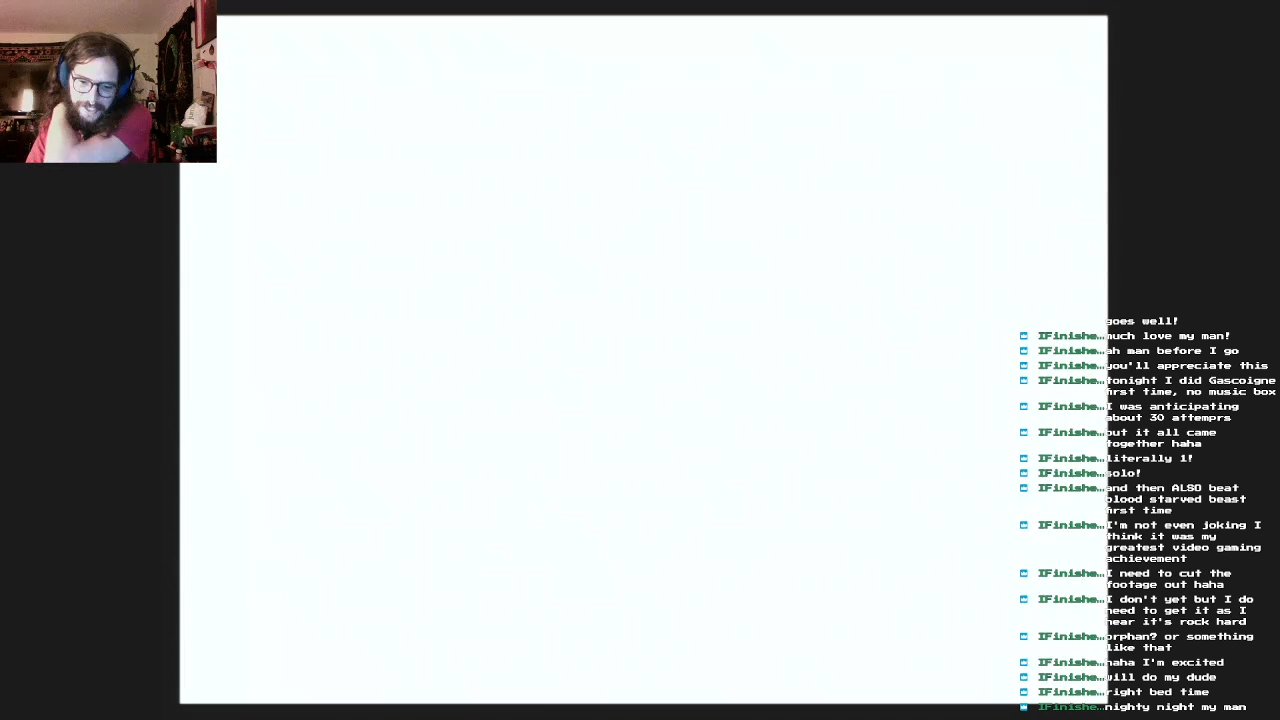 goes well!
IFinishe… much love my man!
IFinishe… ah man before I go
IFinishe… you'll appreciate this
IFinishe… tonight I did Gascoigne
first time, no music box
IFinishe… I was anticipating
about 30 attemprs
IFinishe… but it all came
together haha
IFinishe… literally 1!
IFinishe… solo!
IFinishe… and then ALSO beat
blood starved beast
first time
IFinishe… I'm not even joking I
think it was my
greatest video gaming
achievement
IFinishe… I need to cut the
footage out haha
IFinishe… I don't yet but I do
need to get it as I
hear it's rock hard
IFinishe… orphan? or something
like that
IFinishe… haha I'm excited
IFinishe… will do my dude
IFinishe… right bed time
IFinishe… nighty night my man